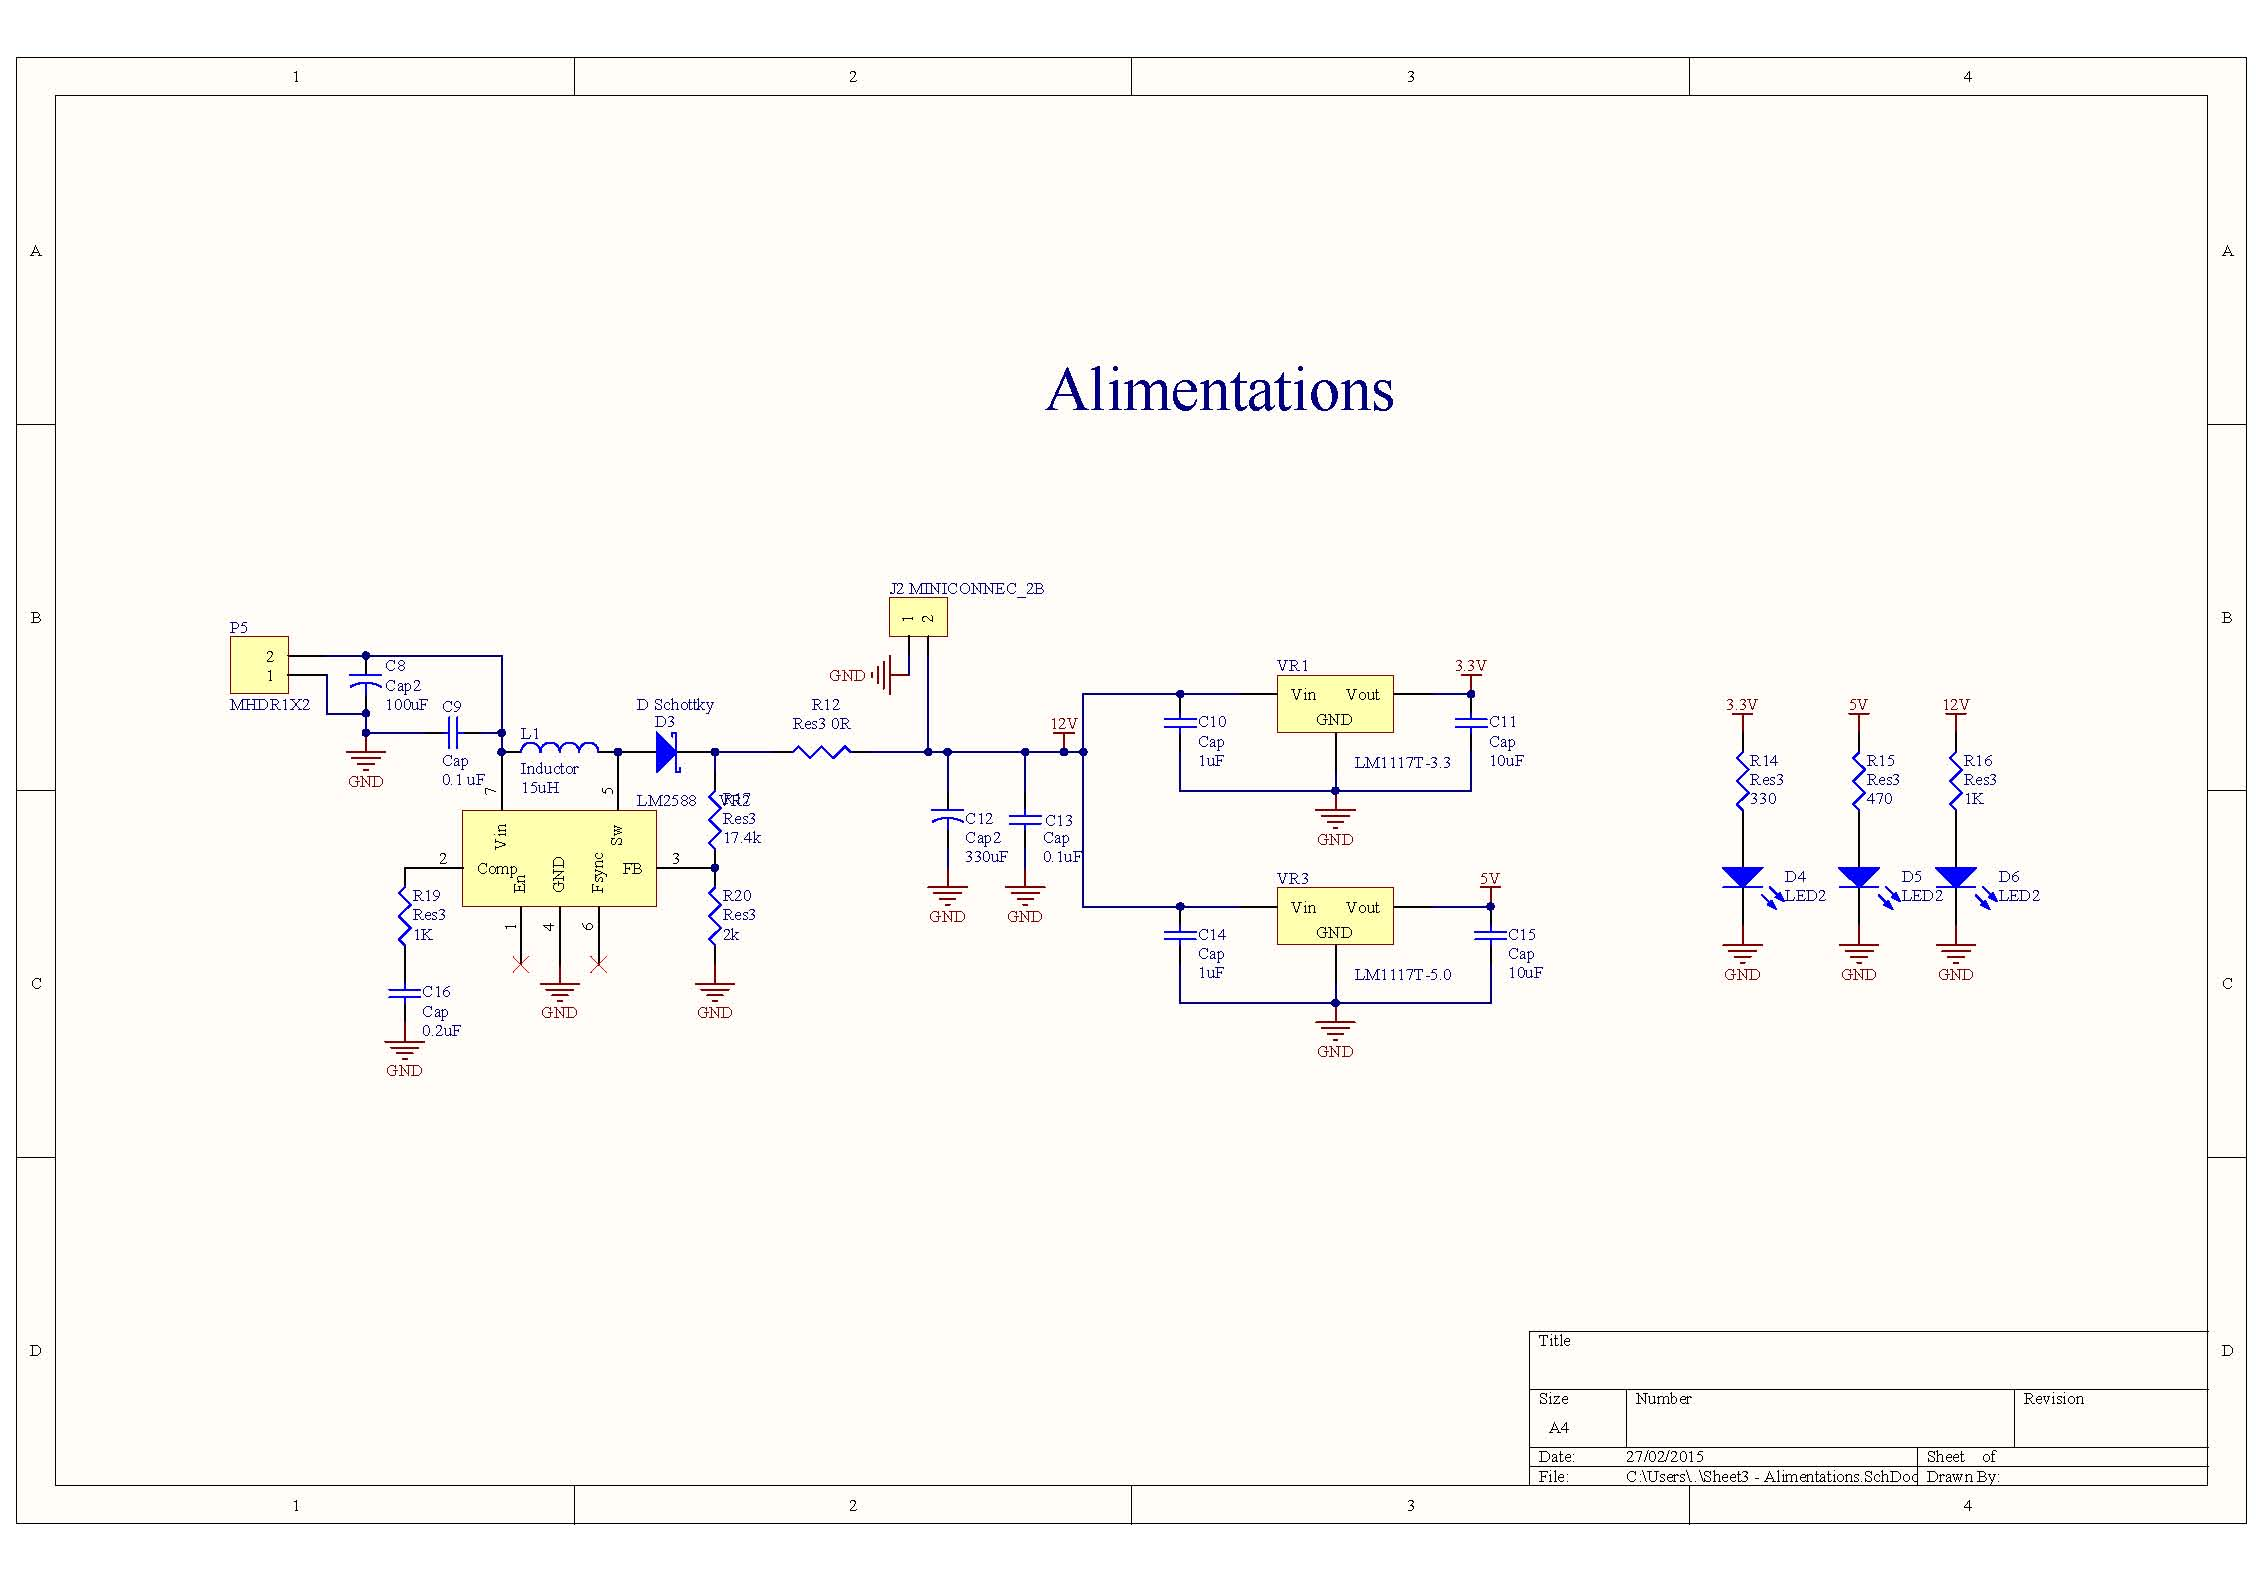 1 2 3 4
A A
Alimentations
B B
J2 MINICONNEC_2B
1 2
GND
P5
2
1
MHDR1X2
C8
Cap2
100uF
C9
Cap
0.1uF
GND
L1
Inductor
15uH
D Schottky
D3
R12
Res3 0R
12V
7
5
LM2588 VR2
Vin
Sw
Comp
En
GND
Fsync
FB
2
3
1
4
6
GND
R17
Res3
17.4k
R20
Res3
2k
GND
R19
Res3
1K
C16
Cap
0.2uF
GND
C12
Cap2
330uF
GND
C13
Cap
0.1uF
GND
VR1
Vin Vout
GND
LM1117T-3.3
3.3V
C10
Cap
1uF
C11
Cap
10uF
GND
VR3
Vin Vout
GND
LM1117T-5.0
5V
C14
Cap
1uF
C15
Cap
10uF
GND
3.3V
R14
Res3
330
D4
LED2
GND
5V
R15
Res3
470
D5
LED2
GND
12V
R16
Res3
1K
D6
LED2
GND
C C
D D
Title
Size Number Revision
A4
Date: 27/02/2015 Sheet of
File: C:\Users\..\Sheet3 - Alimentations.SchDoc Drawn By:
1 2 3 4